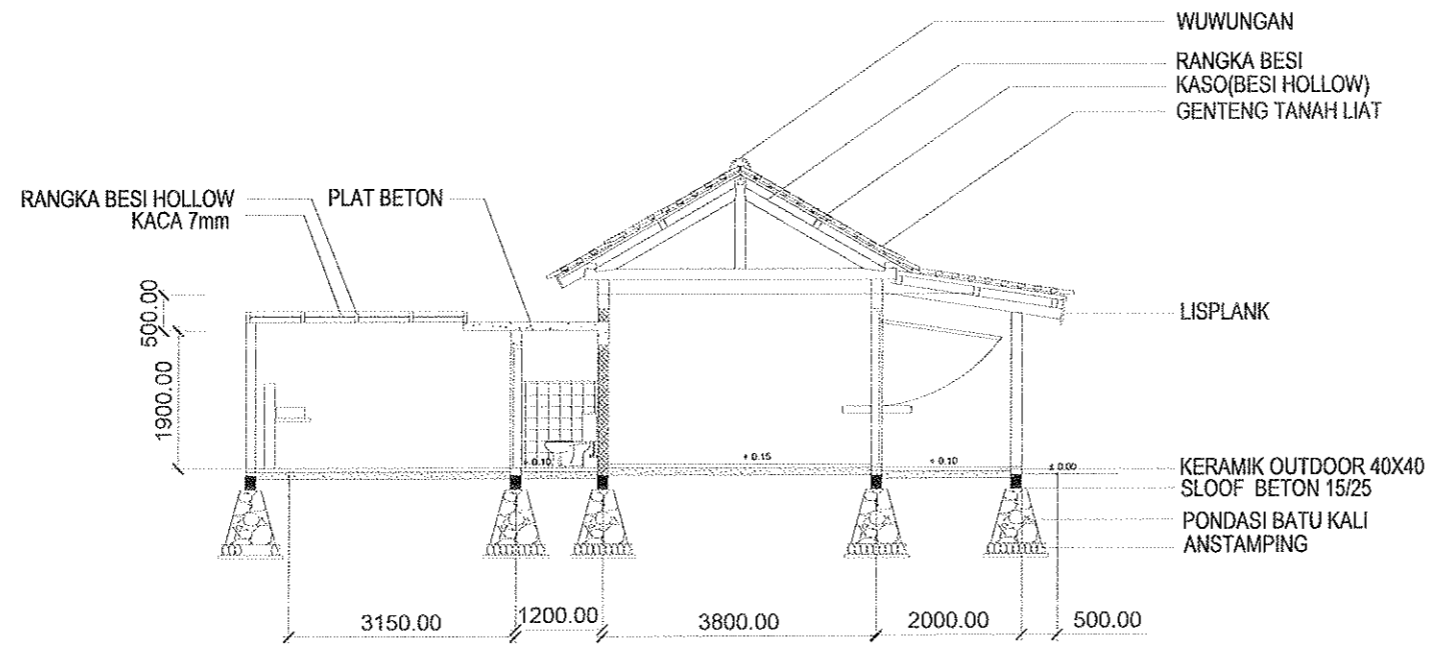 WUWUNGAN
RANGKA BESI
KASO(BESI HOLLOW)
GENTENG TANAH LIAT
RANGKA BESI HOLLOW
KACA 7mm
PLAT BETON
500.00
1900.00
LISPLANK
+ 0.10
+ 0.15
+ 0.10
± 0.00
KERAMIK OUTDOOR 40X40
SLOOF BETON 15/25
PONDASI BATU KALI
ANSTAMPING
3150.00
1200.00
3800.00
2000.00
500.00